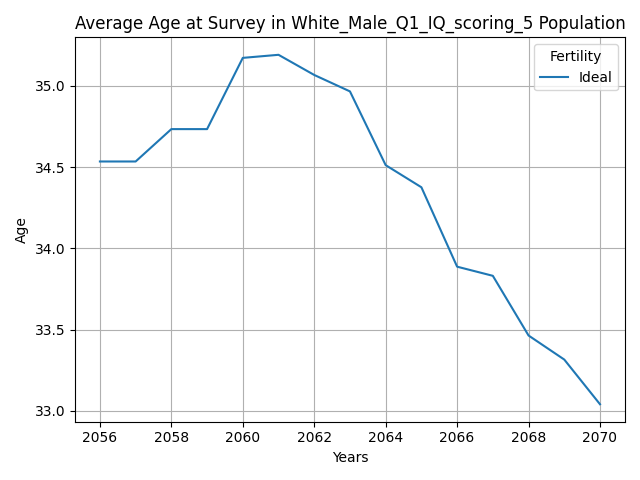 Average Age at Survey in White_Male_Q1_IQ_scoring_5 Population
Fertility
Ideal
35.0
34.5
34.0
33.5
33.0
Age
2056 2058 2060 2062 2064 2066 2068 2070
Years